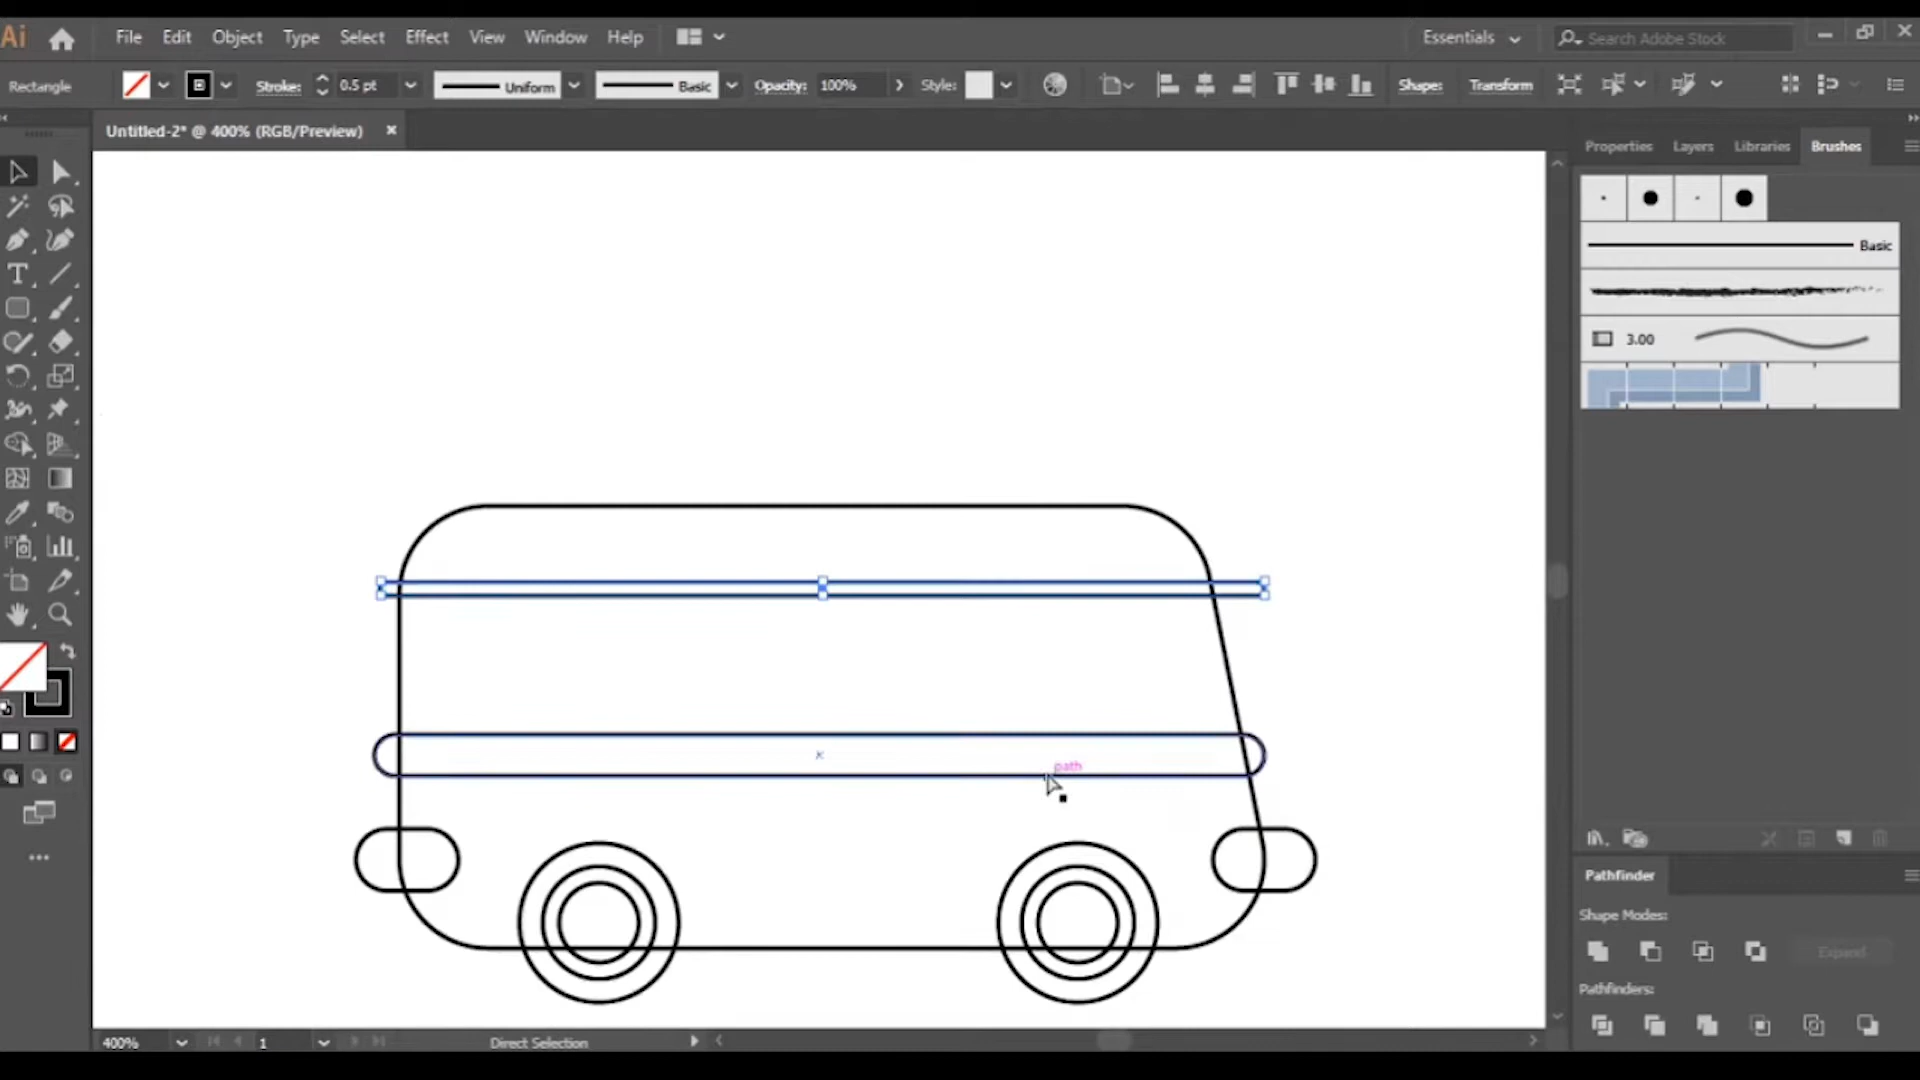 Ai File Edit Object Type Select Effect View Window Help Essentials Search Adobe Stock
Rectangle Stroke: 0.5 pt Uniform Basic Opacity: 100% Style: Shape: Transform
Untitled-2* @ 400% (RGB/Preview) ×
Properties Layers Libraries Brushes
Basic
3.00
path
Pathfinder
Shape Modes:
Expand
Pathfinders:
400% 1 Direct Selection